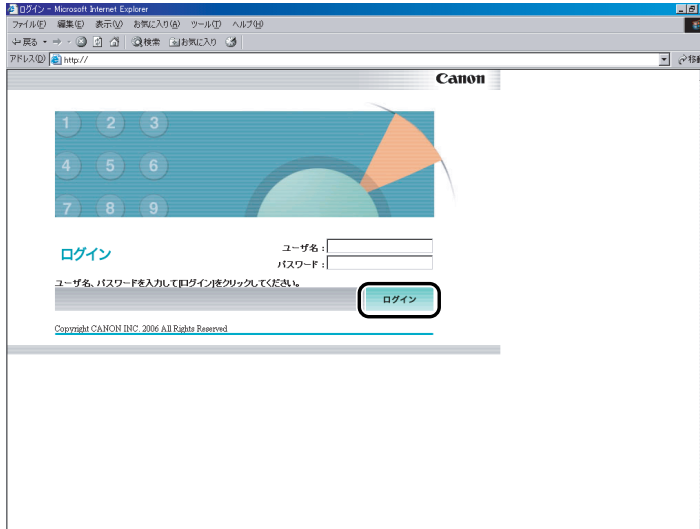 ログイン - Microsoft Internet Explorer
ファイル(F) 編集(E) 表示(V) お気に入り(A) ツール(T) ヘルプ(H)
戻る 検索 お気に入り
アドレス(D) http:// 移動
Canon
1 2 3
4 5 6
7 8 9
ログイン
ユーザ名 :
パスワード :
ユーザ名、パスワードを入力して[ログイン]をクリックしてください。
ログイン
Copyright CANON INC. 2006 All Rights Reserved